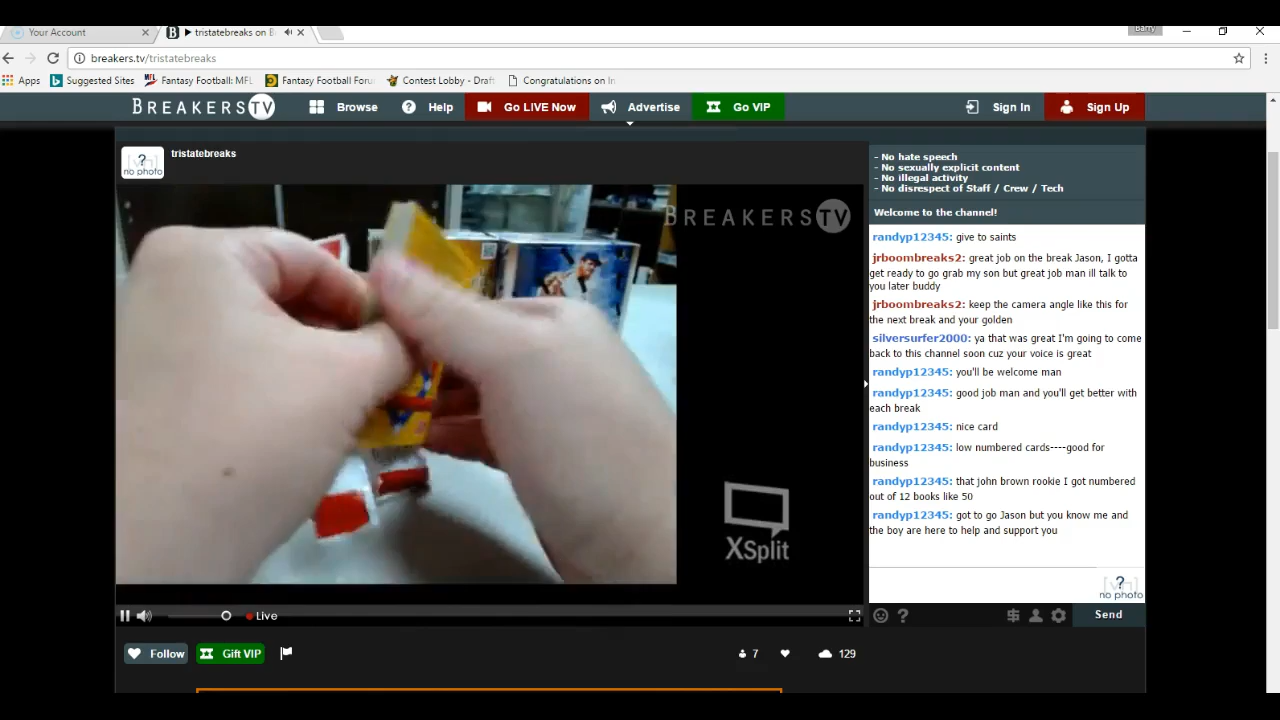 Your Account
tristatebreaks on B
Barry
breakers.tv/tristatebreaks
Apps
Suggested Sites
Fantasy Football: MFL
Fantasy Football Foru
Contest Lobby - Draft
Congratulations on In
BREAKERSTV
Browse
Help
Go LIVE Now
Advertise
Go VIP
Sign In
Sign Up
? no photo
tristatebreaks
BREAKERSTV
XSplit
Live
Follow
Gift VIP
7
129
- No hate speech
- No sexually explicit content
- No illegal activity
- No disrespect of Staff / Crew / Tech
Welcome to the channel!
randyp12345: give to saints
jrboombreaks2: great job on the break Jason, I gotta
get ready to go grab my son but great job man ill talk to
you later buddy
jrboombreaks2: keep the camera angle like this for
the next break and your golden
silversurfer2000: ya that was great I'm going to come
back to this channel soon cuz your voice is great
randyp12345: you'll be welcome man
randyp12345: good job man and you'll get better with
each break
randyp12345: nice card
randyp12345: low numbered cards----good for
business
randyp12345: that john brown rookie I got numbered
out of 12 books like 50
randyp12345: got to go Jason but you know me and
the boy are here to help and support you
? no photo
Send